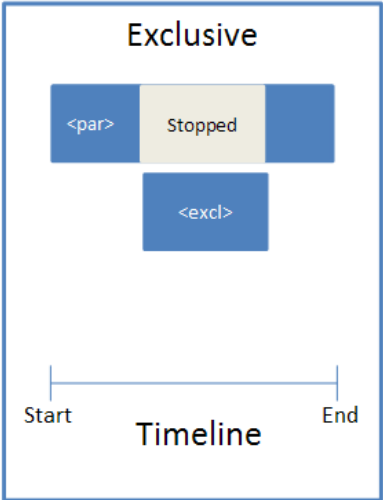 Exclusive
<par>
Stopped
<excl>
Start
End
Timeline